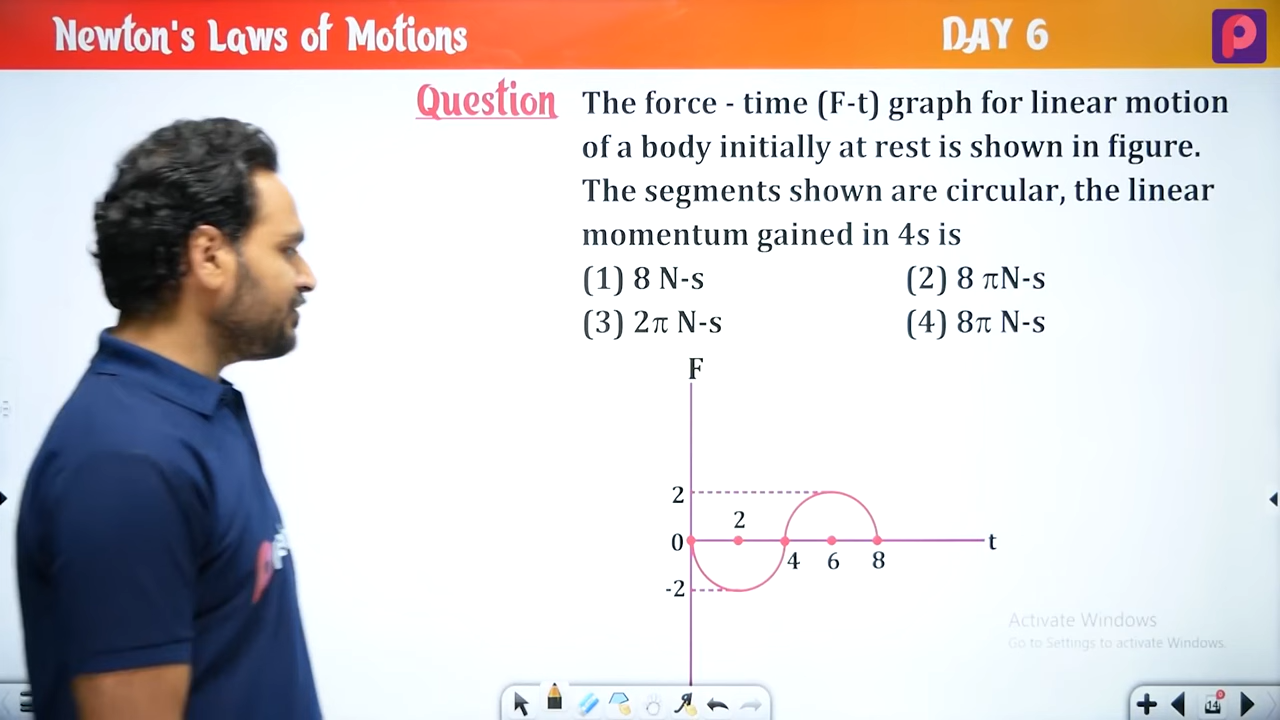 Newton's Laws of Motions
DAY 6
Question
The force - time (F-t) graph for linear motion
of a body initially at rest is shown in figure.
The segments shown are circular, the linear
momentum gained in 4s is
(1) 8 N-s
(2) 8 πN-s
(3) 2π N-s
(4) 8π N-s
F
2
2
0
t
4
6
8
-2
Activate Windows
Go to Settings to activate Windows.
14